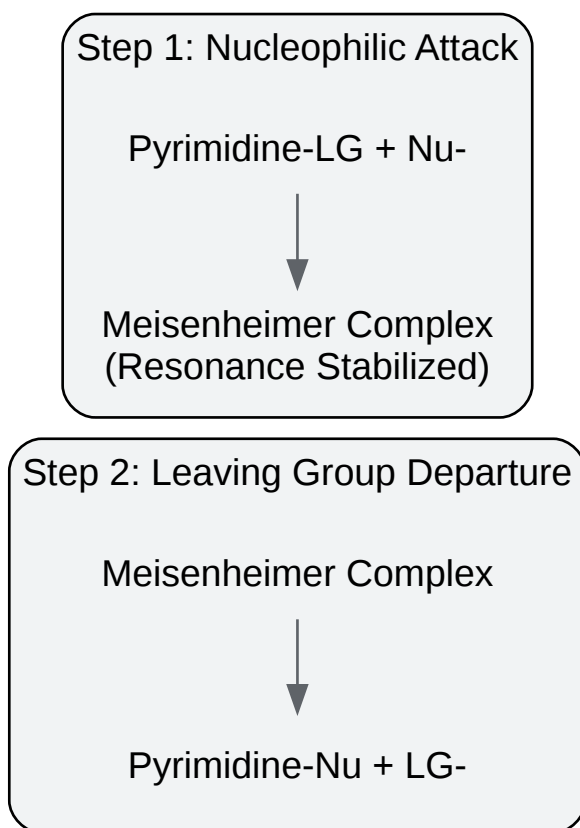 Step 1: Nucleophilic Attack
Pyrimidine-LG + Nu-
Meisenheimer Complex
(Resonance Stabilized)
Step 2: Leaving Group Departure
Meisenheimer Complex
Pyrimidine-Nu + LG-